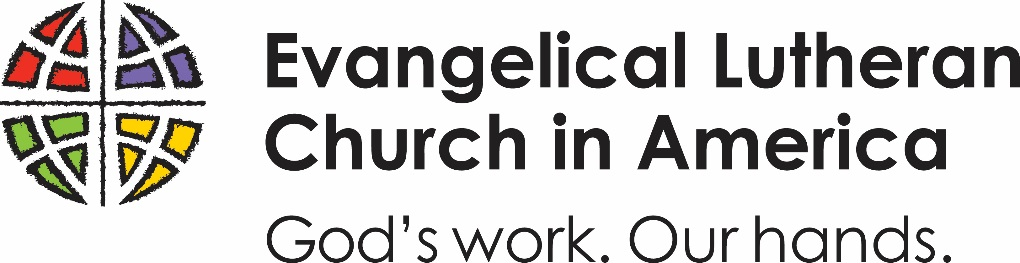 Evangelical Lutheran
Church in America
God's work. Our hands.